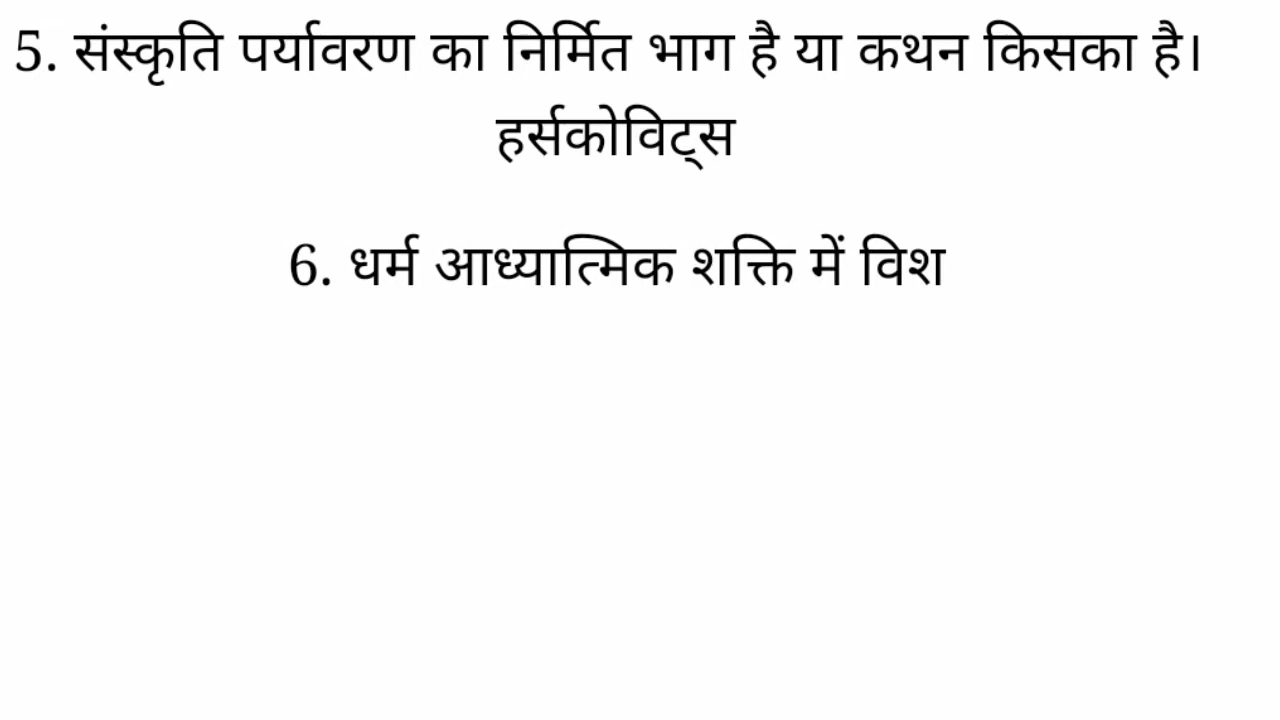 5. संस्कृति पर्यावरण का निर्मित भाग है या कथन किसका है।
हर्सकोविट्स
6. धर्म आध्यात्मिक शक्ति में विश